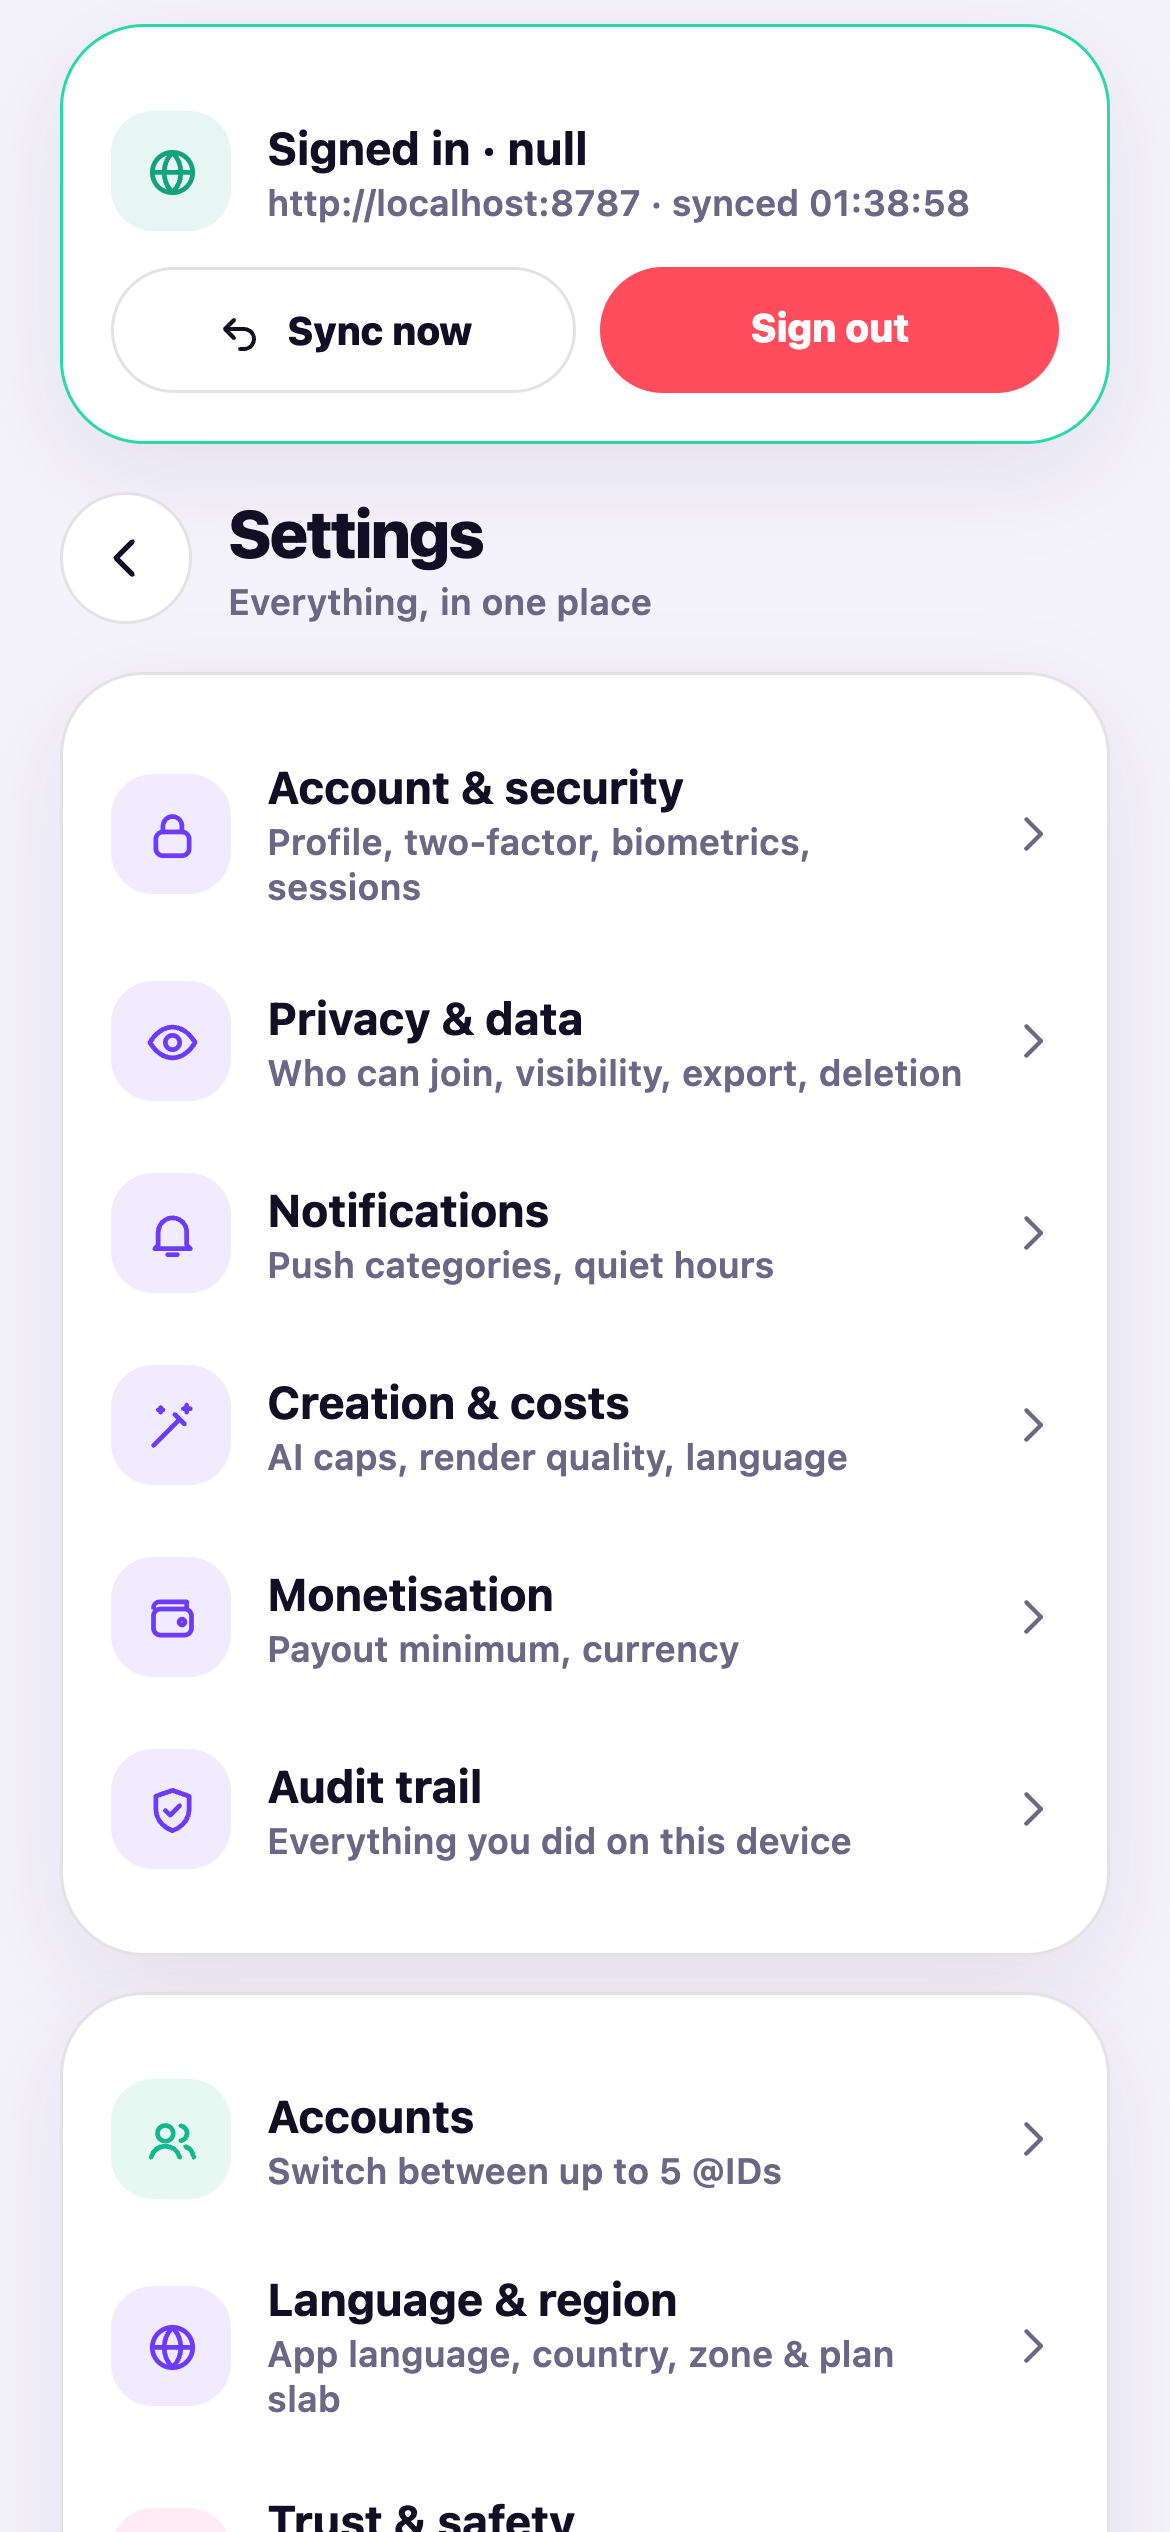 Signed in · null
http://localhost:8787 · synced 01:38:58
Sync now
Sign out
Settings
Everything, in one place
Account & security
Profile, two-factor, biometrics,
sessions
Privacy & data
Who can join, visibility, export, deletion
Notifications
Push categories, quiet hours
Creation & costs
AI caps, render quality, language
Monetisation
Payout minimum, currency
Audit trail
Everything you did on this device
Accounts
Switch between up to 5 @IDs
Language & region
App language, country, zone & plan
slab
Trust & safety